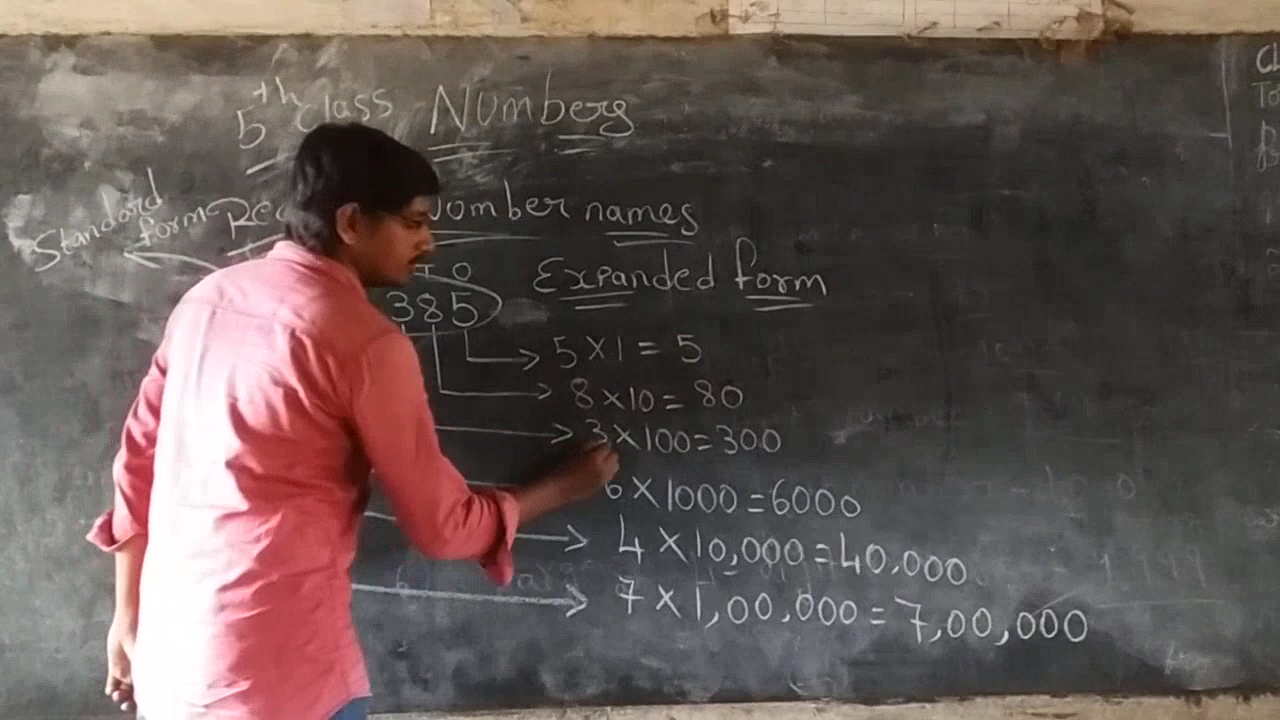 5th class Numbers
Standard form
Number names
T O
385
Expanded form
5 × 1 = 5
8 × 10 = 80
3 × 100 = 300
6 × 1000 = 6000
4 × 10,000 = 40,000
7 × 1,00,000 = 7,00,000